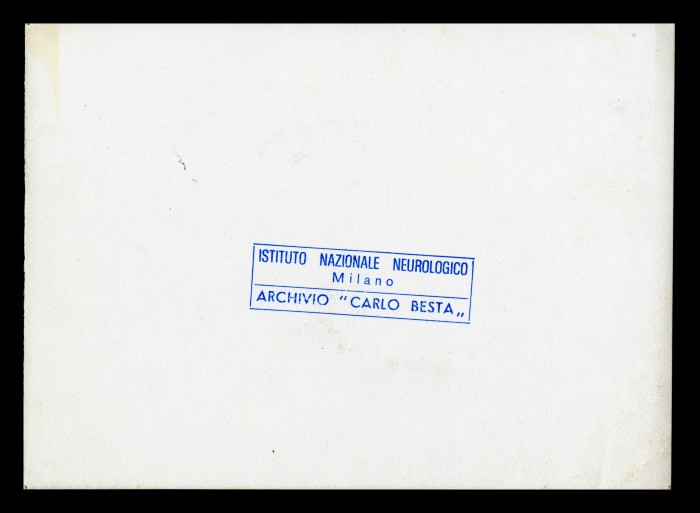 ISTITUTO NAZIONALE NEUROLOGICO
Milano
ARCHIVIO "CARLO BESTA„